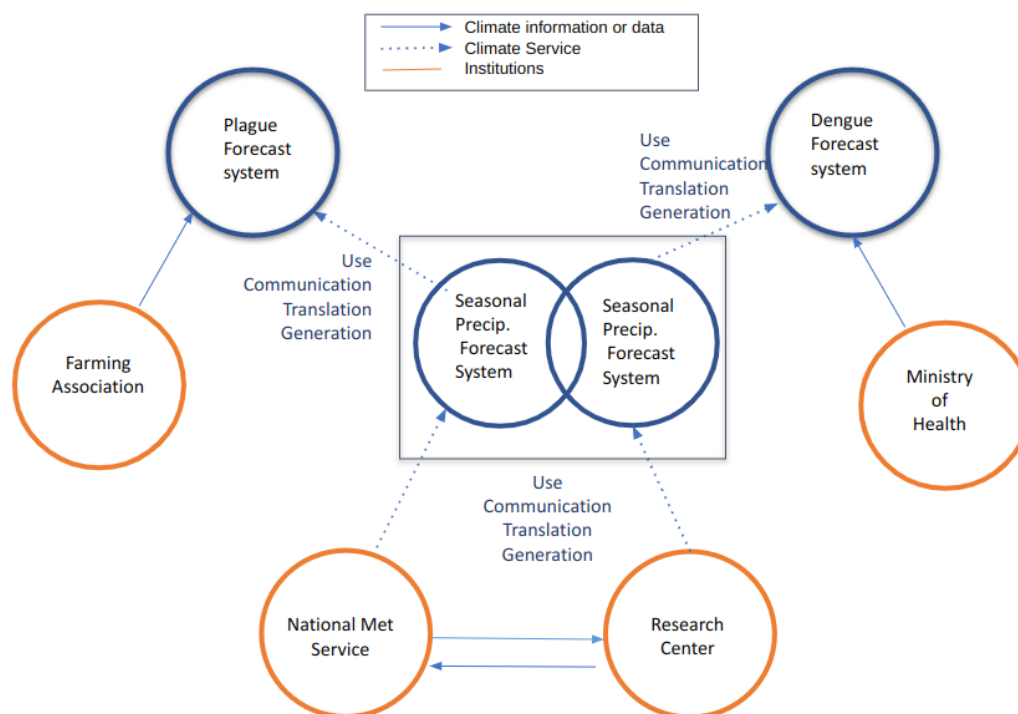 Climate information or data
Climate Service
Institutions
Plague
Forecast
system
Dengue
Forecast
system
Use
Communication
Translation
Generation
Use
Communication
Translation
Generation
Seasonal
Precip.
Forecast
System
Seasonal
Precip.
Forecast
System
Farming
Association
Ministry
of
Health
Use
Communication
Translation
Generation
National Met
Service
Research
Center